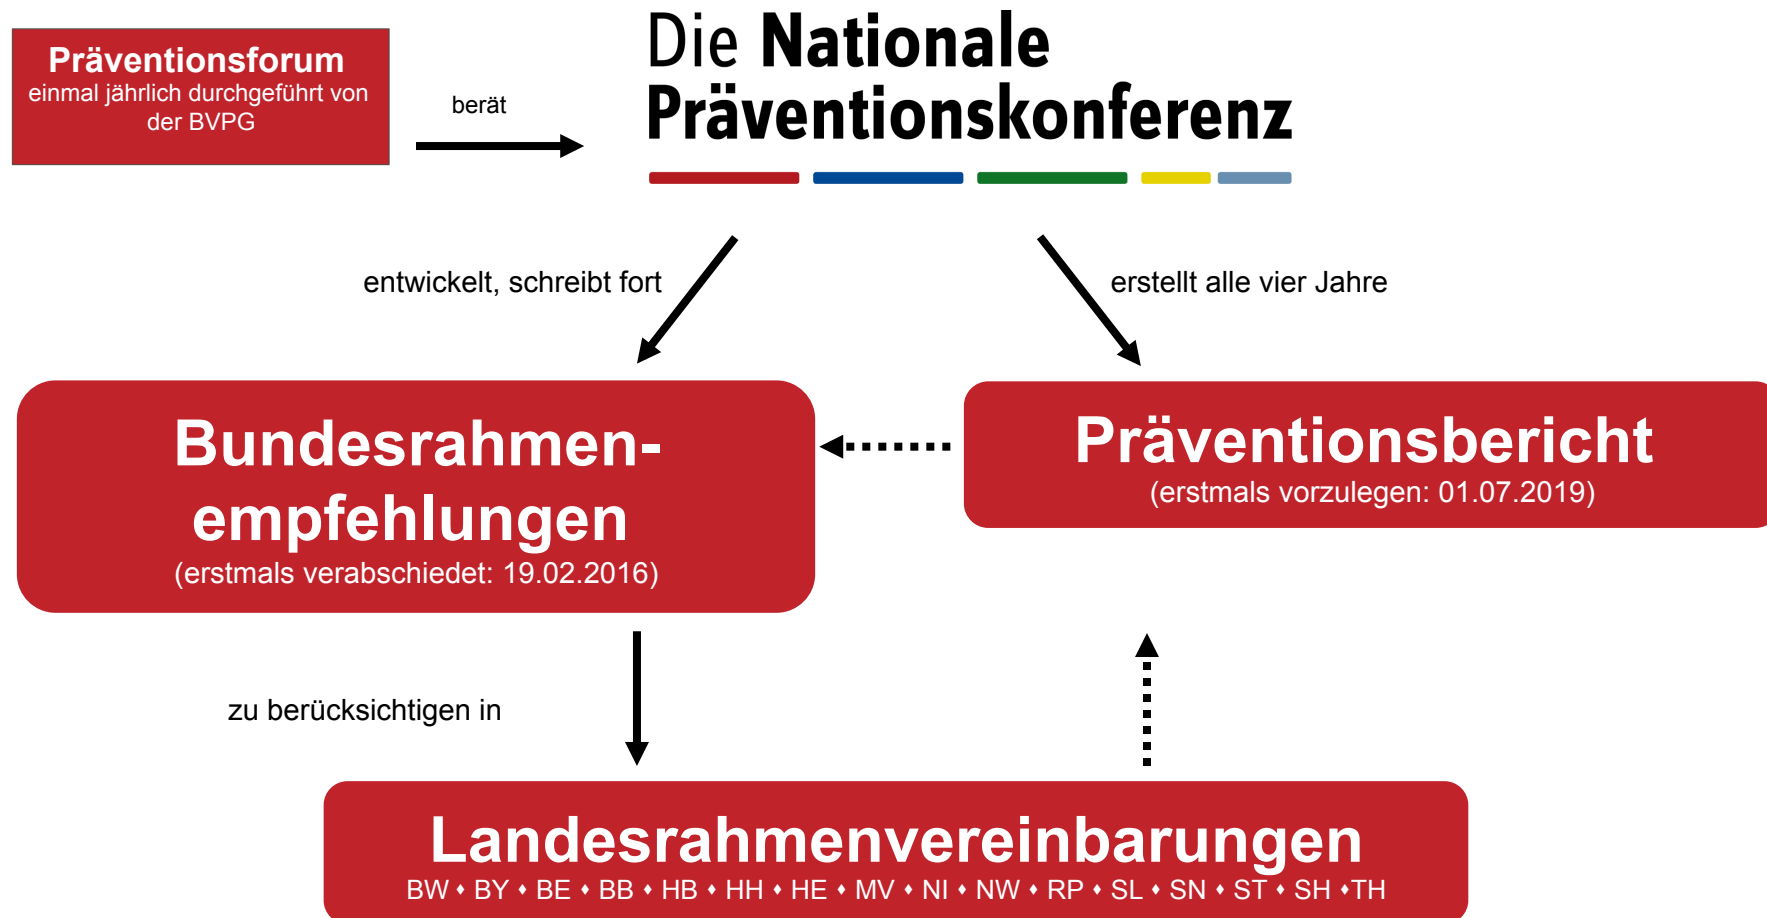 Präventionsforum
einmal jährlich durchgeführt von
der BVPG
berät
Die Nationale
Präventionskonferenz
entwickelt, schreibt fort
erstellt alle vier Jahre
Bundesrahmen-
empfehlungen
(erstmals verabschiedet: 19.02.2016)
Präventionsbericht
(erstmals vorzulegen: 01.07.2019)
zu berücksichtigen in
Landesrahmenvereinbarungen
BW ⬩ BY ⬩ BE ⬩ BB ⬩ HB ⬩ HH ⬩ HE ⬩ MV ⬩ NI ⬩ NW ⬩ RP ⬩ SL ⬩ SN ⬩ ST ⬩ SH ⬩TH